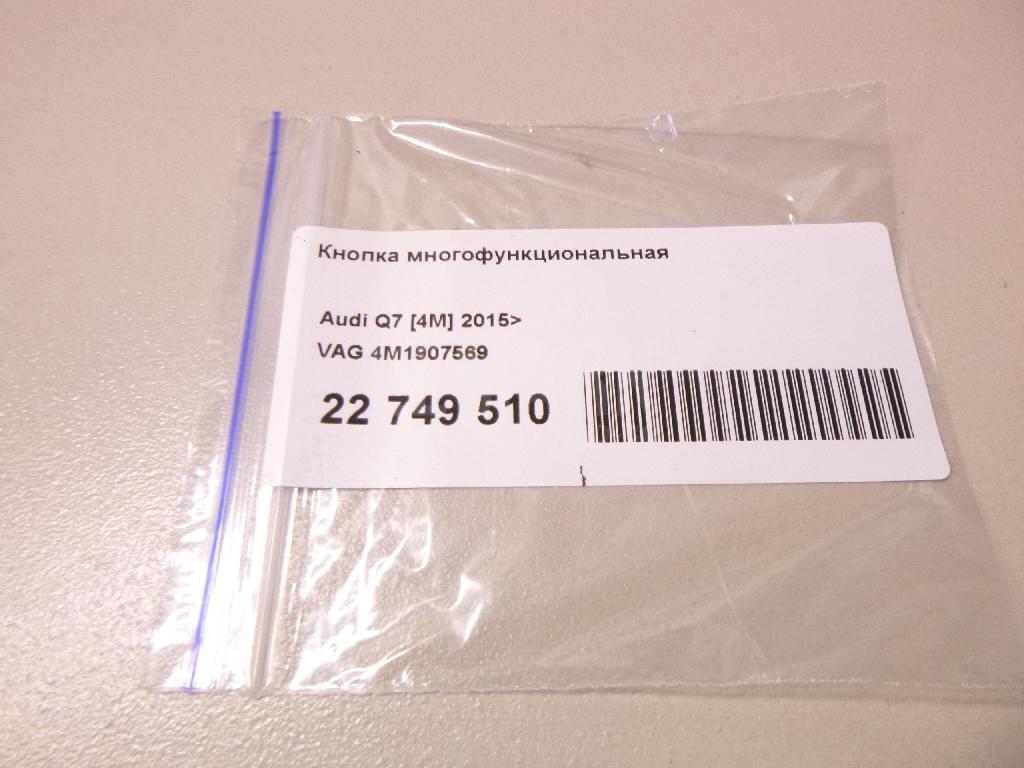 Кнопка многофункциональная
Audi Q7 [4M] 2015>
VAG 4M1907569
22 749 510